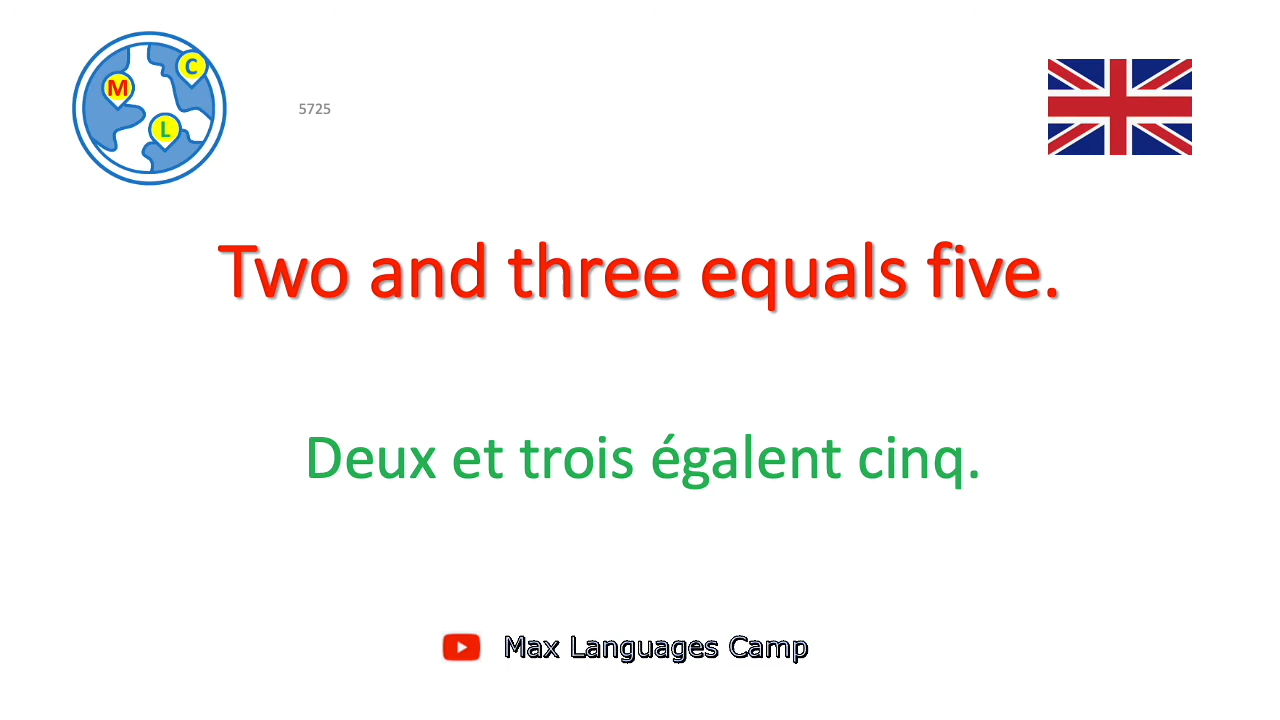 M
C
L
5725
Two and three equals five.
Deux et trois égalent cinq.
Max Languages Camp